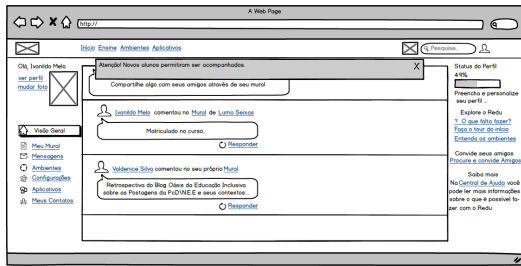 A Web Page
http://
Início Ensine Ambientes Aplicativos
Pesquise..
Olá, Ivanildo Melo
ver perfil
mudar foto
Visão Geral
Meu Mural
Mensagens
Ambientes
Configurações
Aplicativos
Meus Contatos
Atenção! Novos alunos permitiram ser acompanhados.
X
Compartilhe algo com seus amigos através de seu mural
Ivanildo Melo comentou no Mural de Luma Seixas
Matriculado no curso..
Responder
Valdenice Silva comentou no seu próprio Mural
Retrospectiva do Blog Oásis da Educação Inclusiva
sobre as Postagens da PcD\N.E.E e seus contextos ..
Responder
Status do Perfil
49%
Preencha e personalize
seu perfil ..
Explore o Redu
? O que falta fazer?
Faça o tour do início
Entenda os ambientes
Convide seus amigos
Procure e convide Amigos
Saiba mais
Na Central de Ajuda você
pode ler mais informações
sobre o que é possível fa-
zer com o Redu